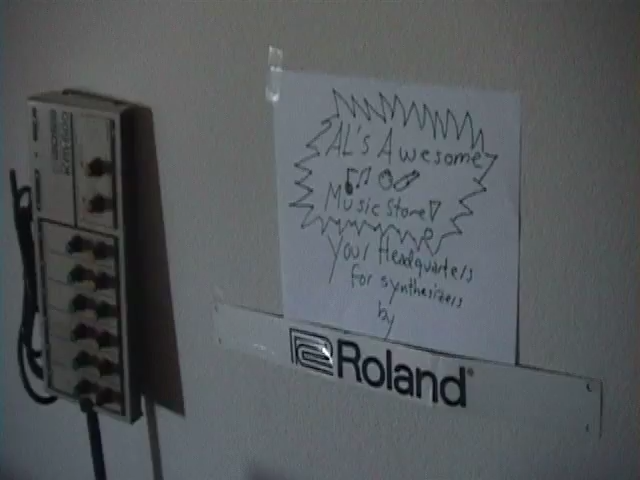 AL's Awesome
Music Store!
Your Headquarters
for synthesizers
by
Roland®